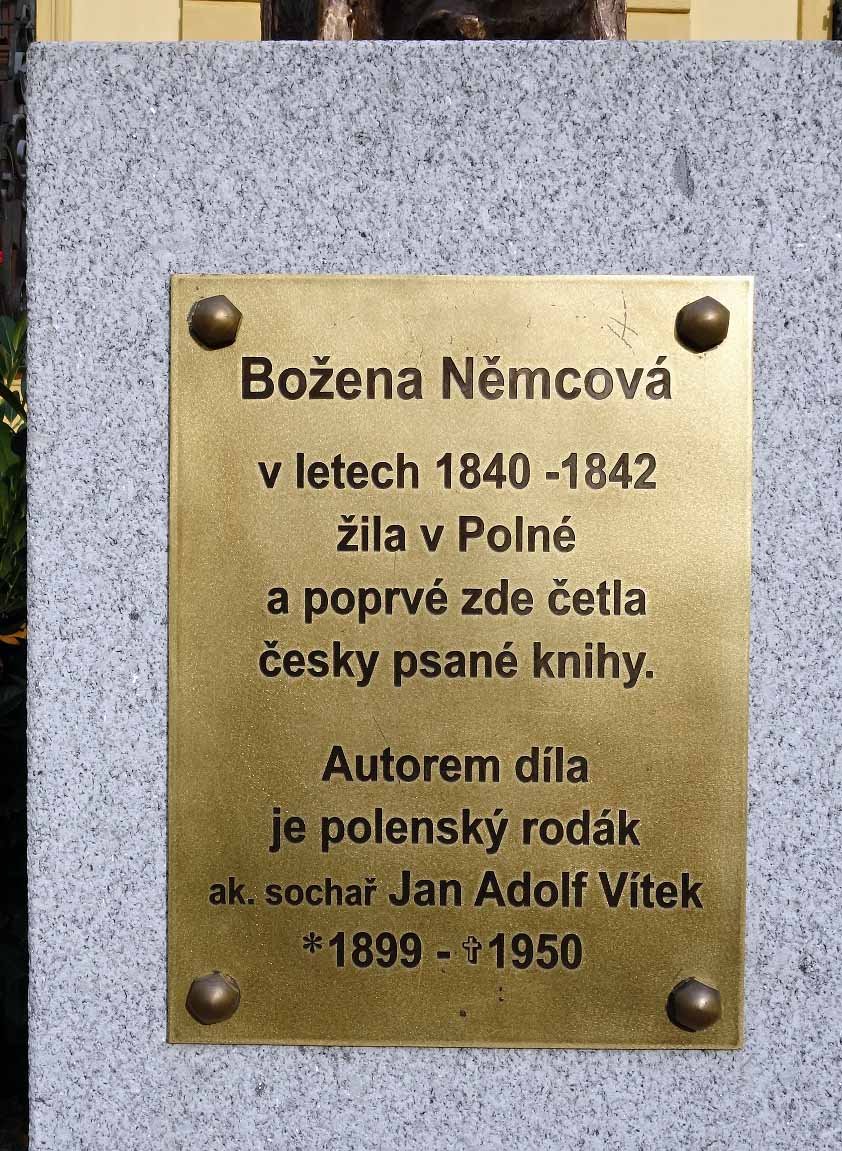 Božena Němcová
v letech 1840 -1842
žila v Polné
a poprvé zde četla
česky psané knihy.
Autorem díla
je polenský rodák
ak. sochař Jan Adolf Vítek
*1899 - ✝1950